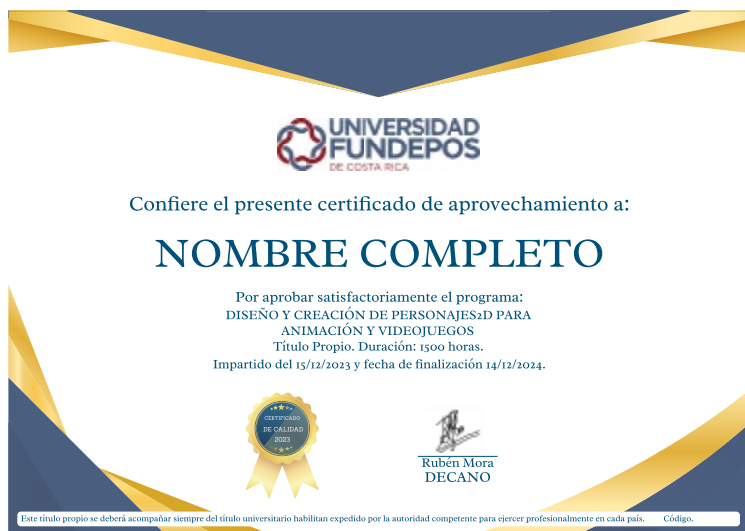 UNIVERSIDAD
FUNDEPOS
DE COSTA RICA
Confiere el presente certificado de aprovechamiento a:
NOMBRE COMPLETO
Por aprobar satisfactoriamente el programa:
DISEÑO Y CREACIÓN DE PERSONAJES2D PARA
ANIMACIÓN Y VIDEOJUEGOS
Título Propio. Duración: 1500 horas.
Impartido del 15/12/2023 y fecha de finalización 14/12/2024.
CERTIFICADO
DE CALIDAD
2023
Rubén Mora
DECANO
Este título propio se deberá acompañar siempre del título universitario habilitan expedido por la autoridad competente para ejercer profesionalmente en cada país. Código.